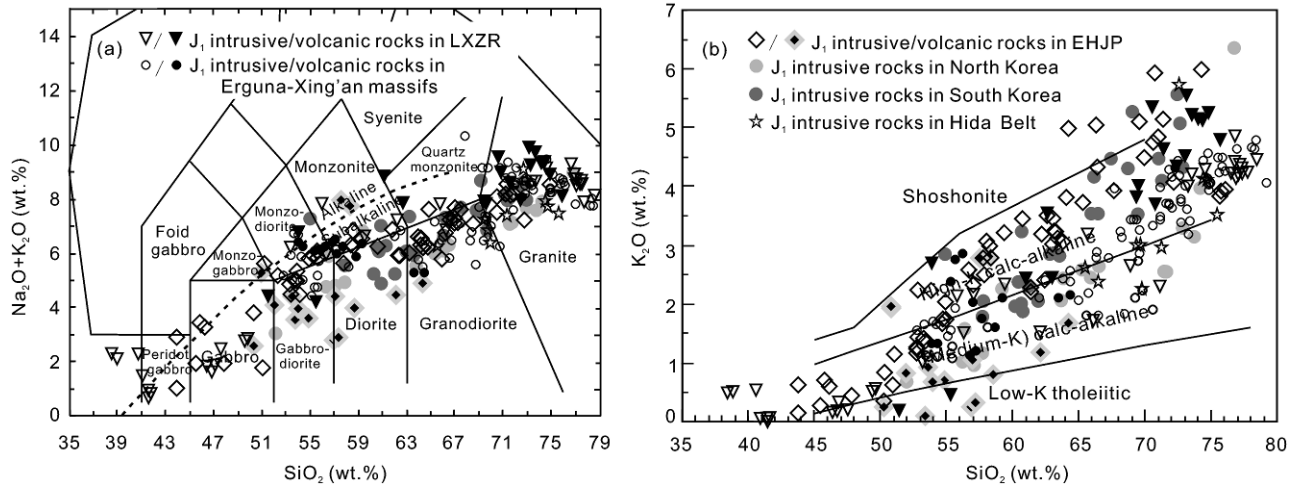 (a)
▽ / ▼ J1 intrusive/volcanic rocks in LXZR
○ / ● J1 intrusive/volcanic rocks in
Erguna-Xing'an massifs
Syenite
Monzonite
Quartz
monzonite
Alkaline
Subalkaline
Monzo-
diorite
Foid
gabbro
Monzo-
gabbro
Granite
Peridot
gabbro
Gabbro
Gabbro-
diorite
Diorite
Granodiorite
Na2O+K2O (wt.%)
14
12
10
8
6
4
2
0
35 39 43 47 51 55 59 63 67 71 75 79
SiO2 (wt.%)
(b)
◇ / ◆ J1 intrusive/volcanic rocks in EHJP
J1 intrusive rocks in North Korea
J1 intrusive rocks in South Korea
☆ J1 intrusive rocks in Hida Belt
Shoshonite
calc-alkaline
(Medium-K) calc-alkaline
Low-K tholeiitic
K2O (wt.%)
6
5
4
3
2
1
0
35 40 45 50 55 60 65 70 75 80
SiO2 (wt.%)